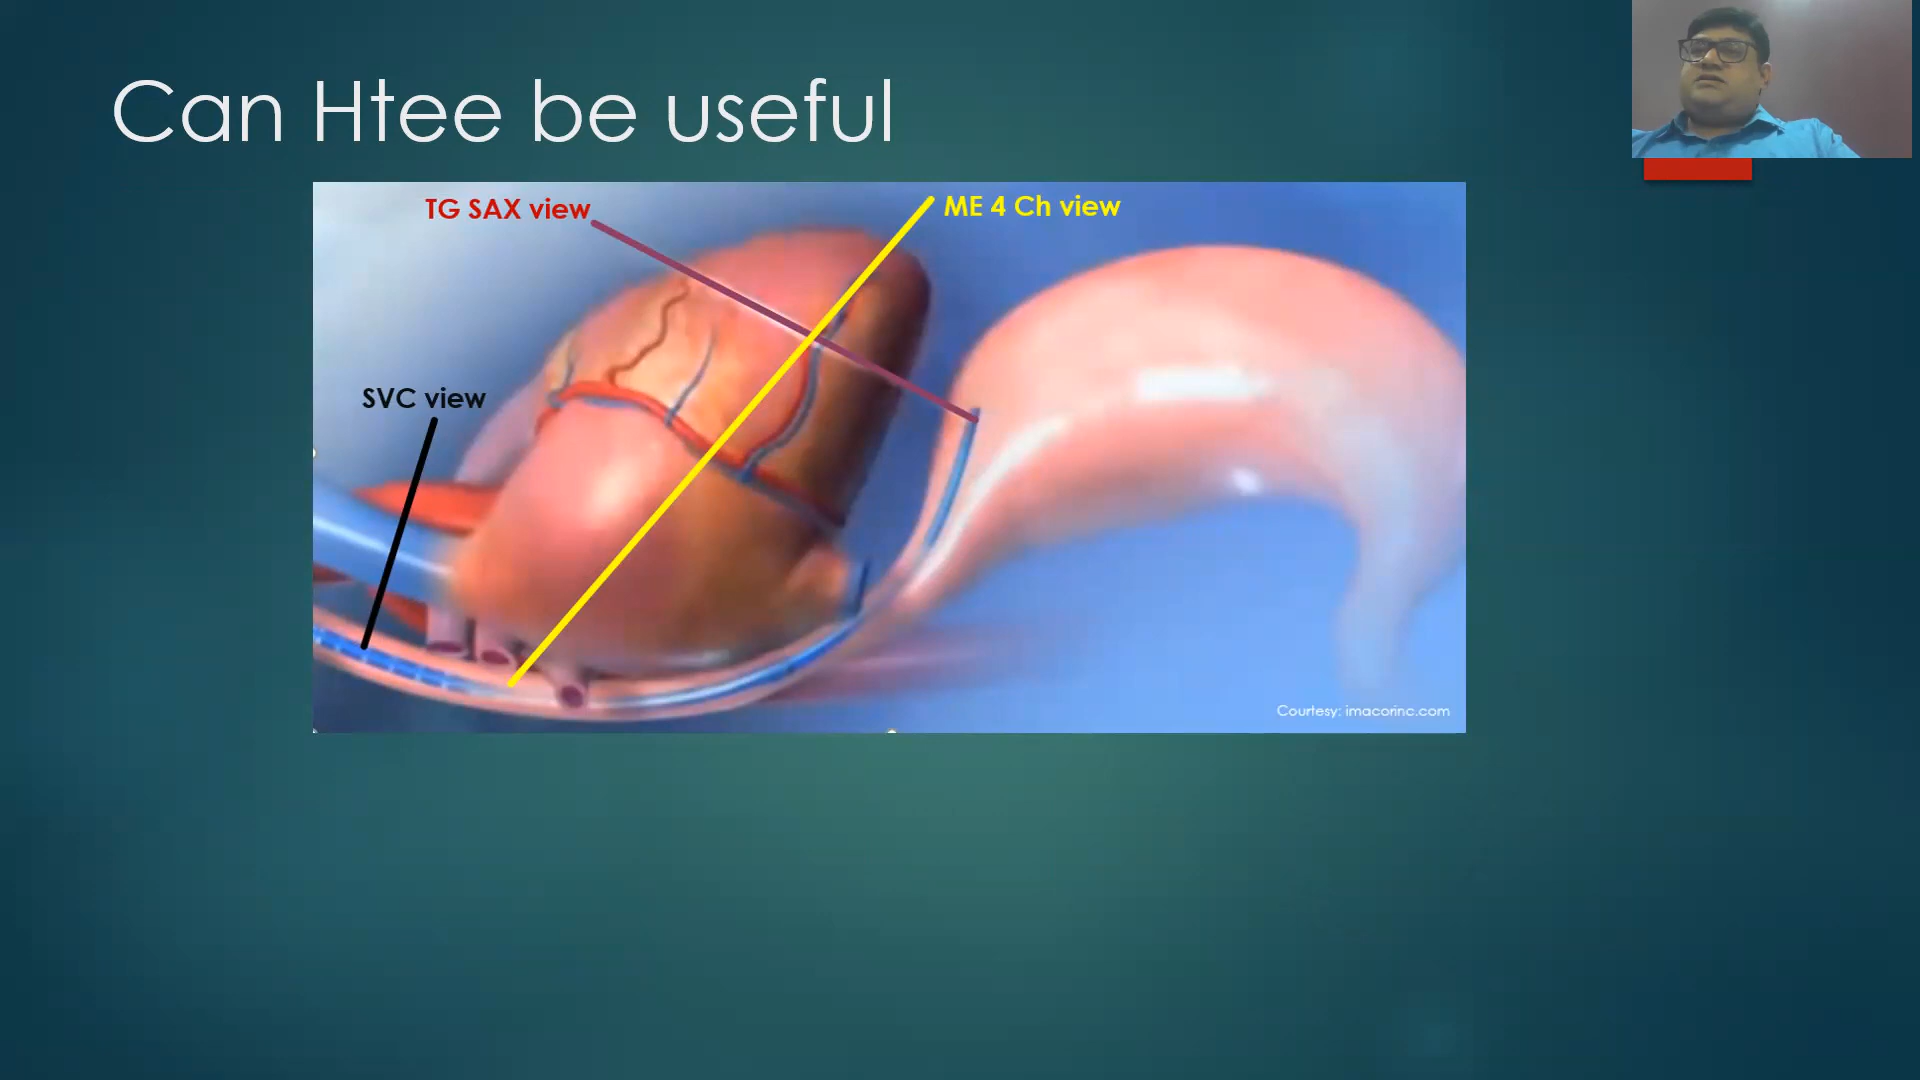 Can Htee be useful
TG SAX view
ME 4 Ch view
SVC view
Courtesy: imacorinc.com